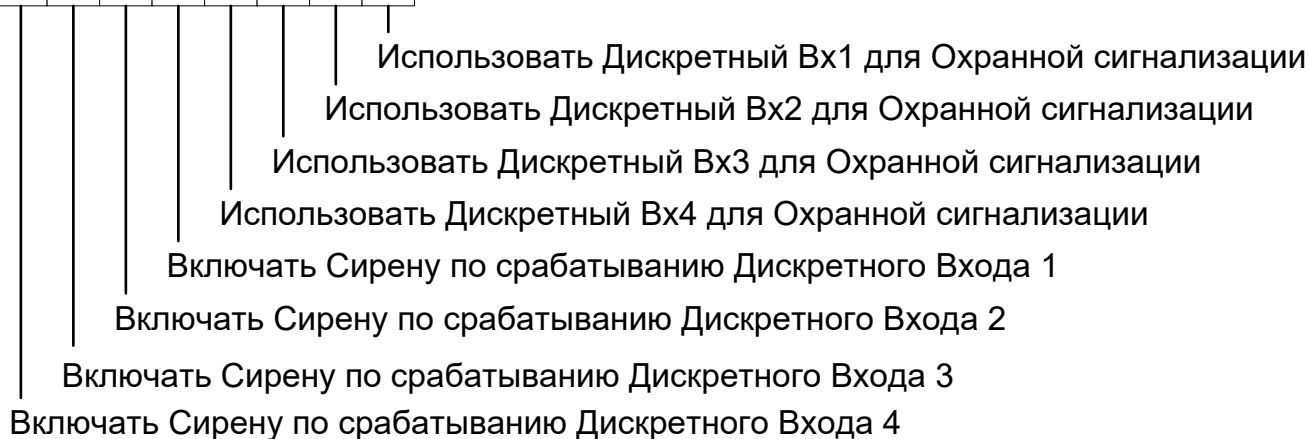 Использовать Дискретный Вх1 для Охранной сигнализации
Использовать Дискретный Вх2 для Охранной сигнализации
Использовать Дискретный Вх3 для Охранной сигнализации
Использовать Дискретный Вх4 для Охранной сигнализации
Включать Сирену по срабатыванию Дискретного Входа 1
Включать Сирену по срабатыванию Дискретного Входа 2
Включать Сирену по срабатыванию Дискретного Входа 3
Включать Сирену по срабатыванию Дискретного Входа 4